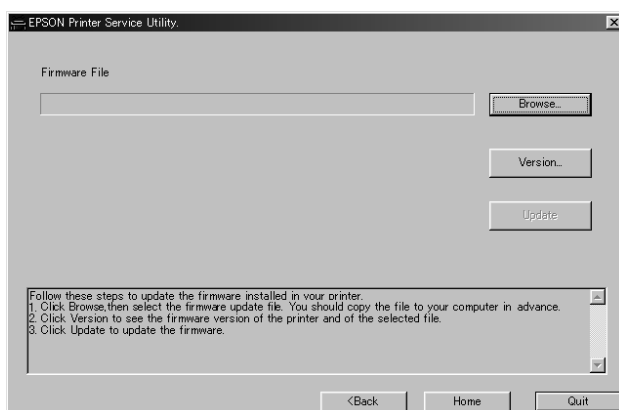 EPSON Printer Service Utility.
Firmware File
Browse...
Version...
Update
Follow these steps to update the firmware installed in your printer.
1. Click Browse,then select the firmware update file. You should copy the file to your computer in advance.
2. Click Version to see the firmware version of the printer and of the selected file.
3. Click Update to update the firmware.
<Back
Home
Quit